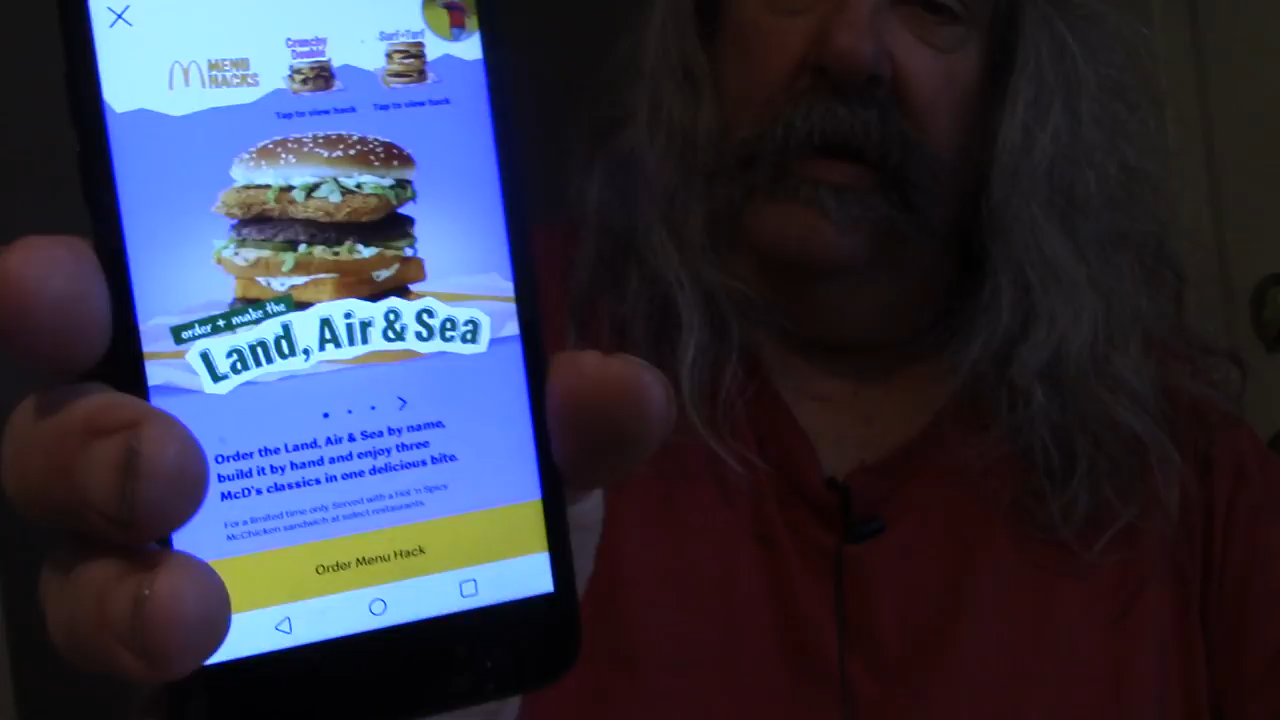 MENU
HACKS
Crunchy
Double
Surf+Turf
Tap to view hack
Tap to view hack
order + make the
Land, Air & Sea
Order the Land, Air & Sea by name,
build it by hand and enjoy three
McD's classics in one delicious bite.
For a limited time only. Served with a Hot 'n Spicy
McChicken sandwich at select restaurants.
Order Menu Hack